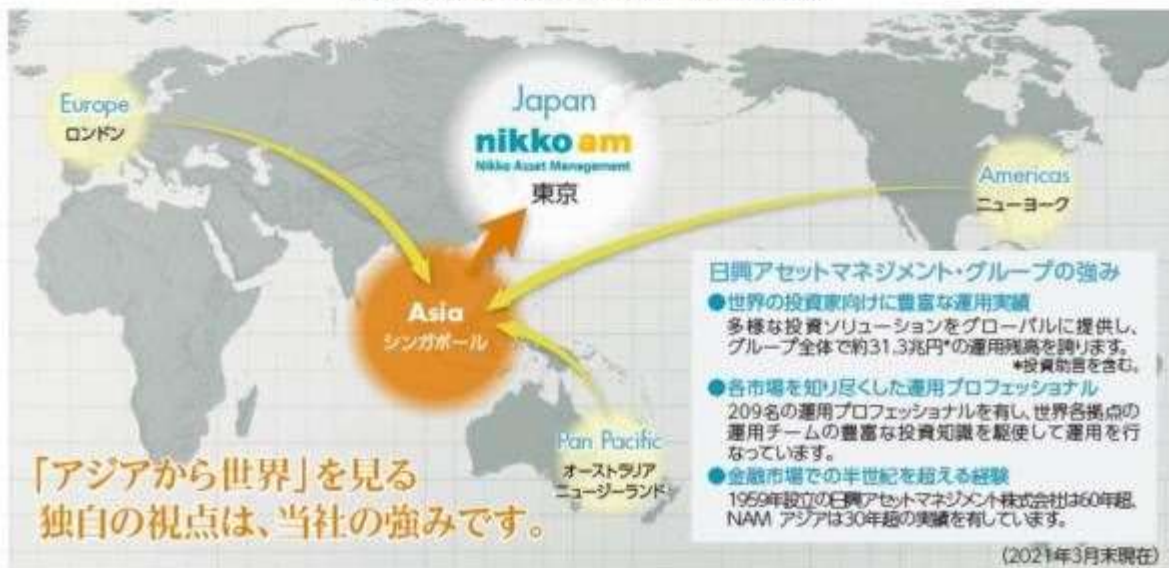 Europe
ロンドン
Japan
nikko am
Nikko Asset Management
東京
Americas
ニューヨーク
Asia
シンガポール
Pan Pacific
オーストラリア
ニュージーランド
「アジアから世界」を見る
独自の視点は、当社の強みです。
日興アセットマネジメント・グループの強み
●世界の投資家向けに豊富な運用実績
多様な投資ソリューションをグローバルに提供し、
グループ全体で約31.3兆円*の運用残高を誇ります。
*投資助言を含む。
●各市場を知り尽くした運用プロフェッショナル
209名の運用プロフェッショナルを有し、世界各拠点の
運用チームの豊富な投資知識を駆使して運用を行
なっています。
●金融市場での半世紀を超える経験
1959年設立の日興アセットマネジメント株式会社は60年超、
NAM アジアは30年超の実績を有しています。
(2021年3月末現在)